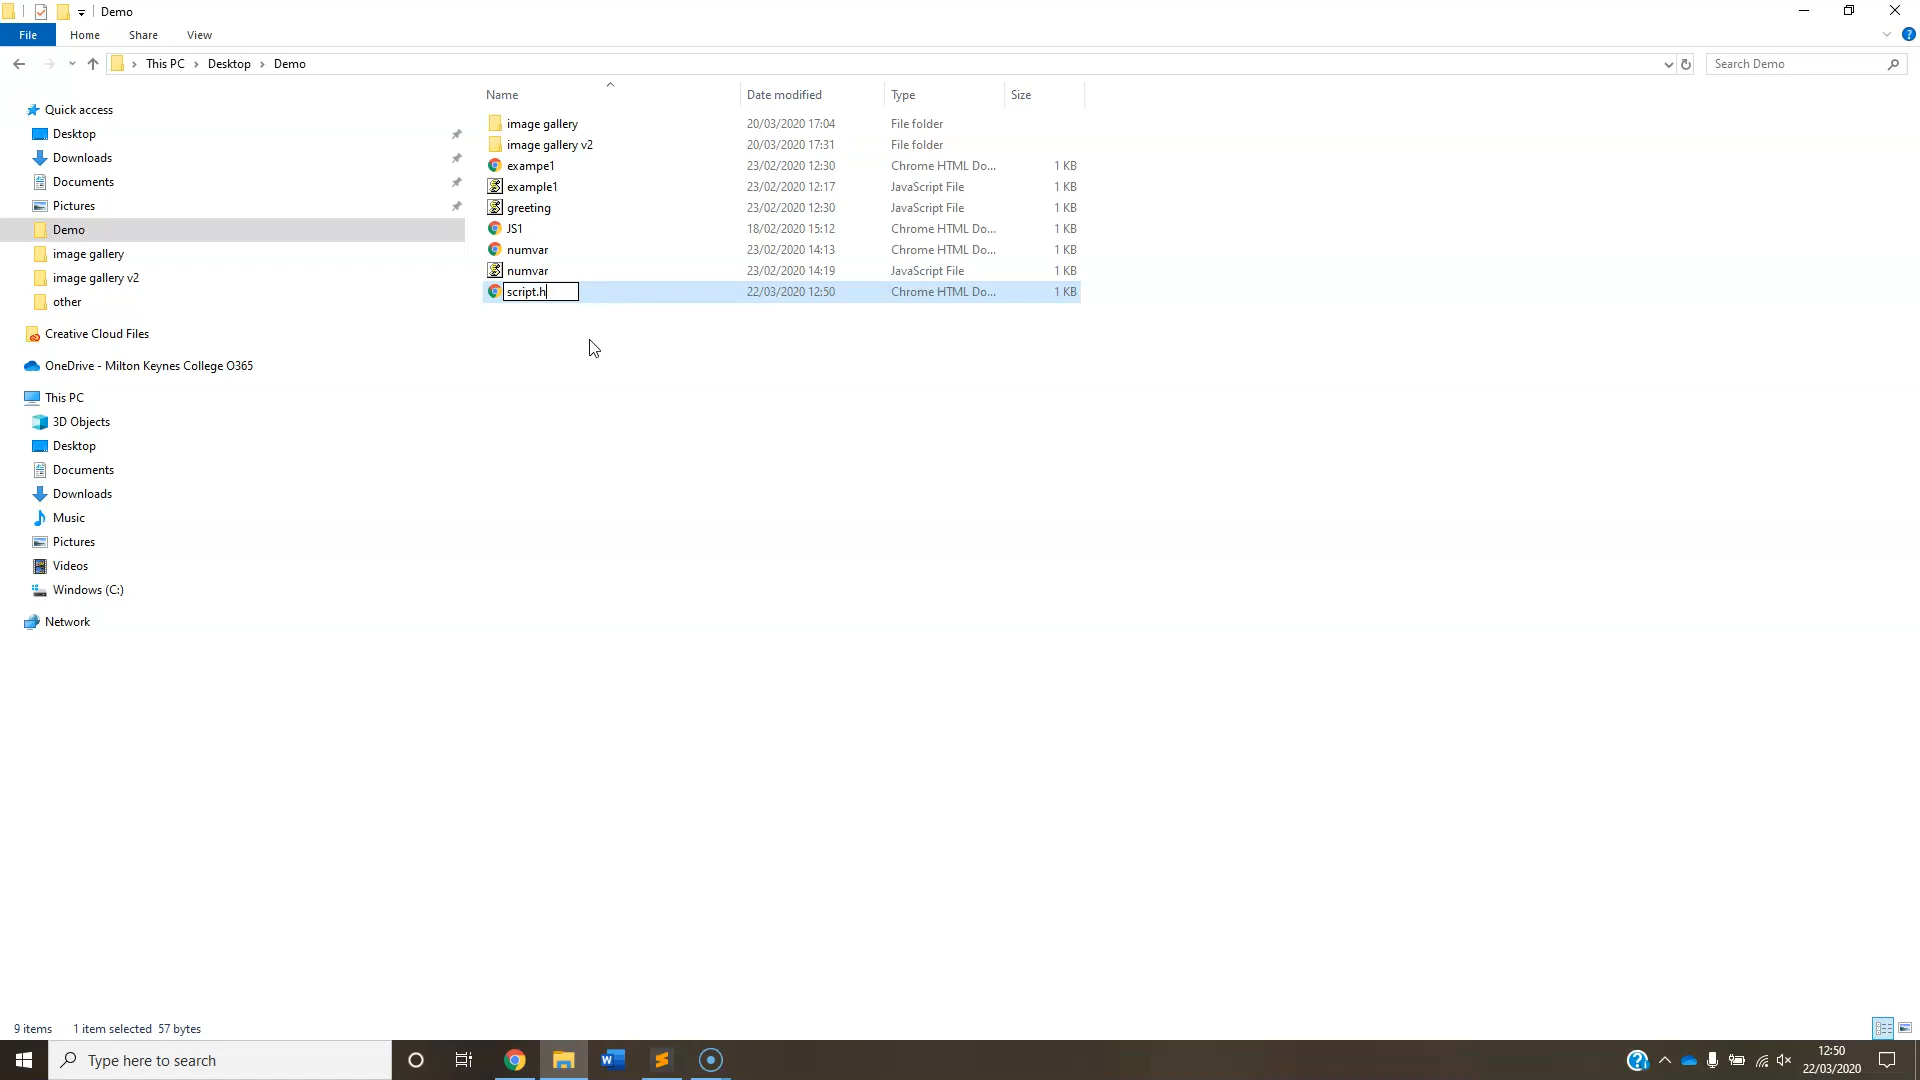 Demo
File Home Share View
This PC Desktop Demo Search Demo
Name Date modified Type Size
Quick access
Desktop
Downloads
Documents
Pictures
Demo
image gallery
image gallery v2
other
Creative Cloud Files
OneDrive - Milton Keynes College O365
This PC
3D Objects
Desktop
Documents
Downloads
Music
Pictures
Videos
Windows (C:)
Network
image gallery 20/03/2020 17:04 File folder
image gallery v2 20/03/2020 17:31 File folder
exampe1 23/02/2020 12:30 Chrome HTML Do... 1 KB
example1 23/02/2020 12:17 JavaScript File 1 KB
greeting 23/02/2020 12:30 JavaScript File 1 KB
JS1 18/02/2020 15:12 Chrome HTML Do... 1 KB
numvar 23/02/2020 14:13 Chrome HTML Do... 1 KB
numvar 23/02/2020 14:19 JavaScript File 1 KB
script.h 22/03/2020 12:50 Chrome HTML Do... 1 KB
9 items 1 item selected 57 bytes
Type here to search
12:50
22/03/2020